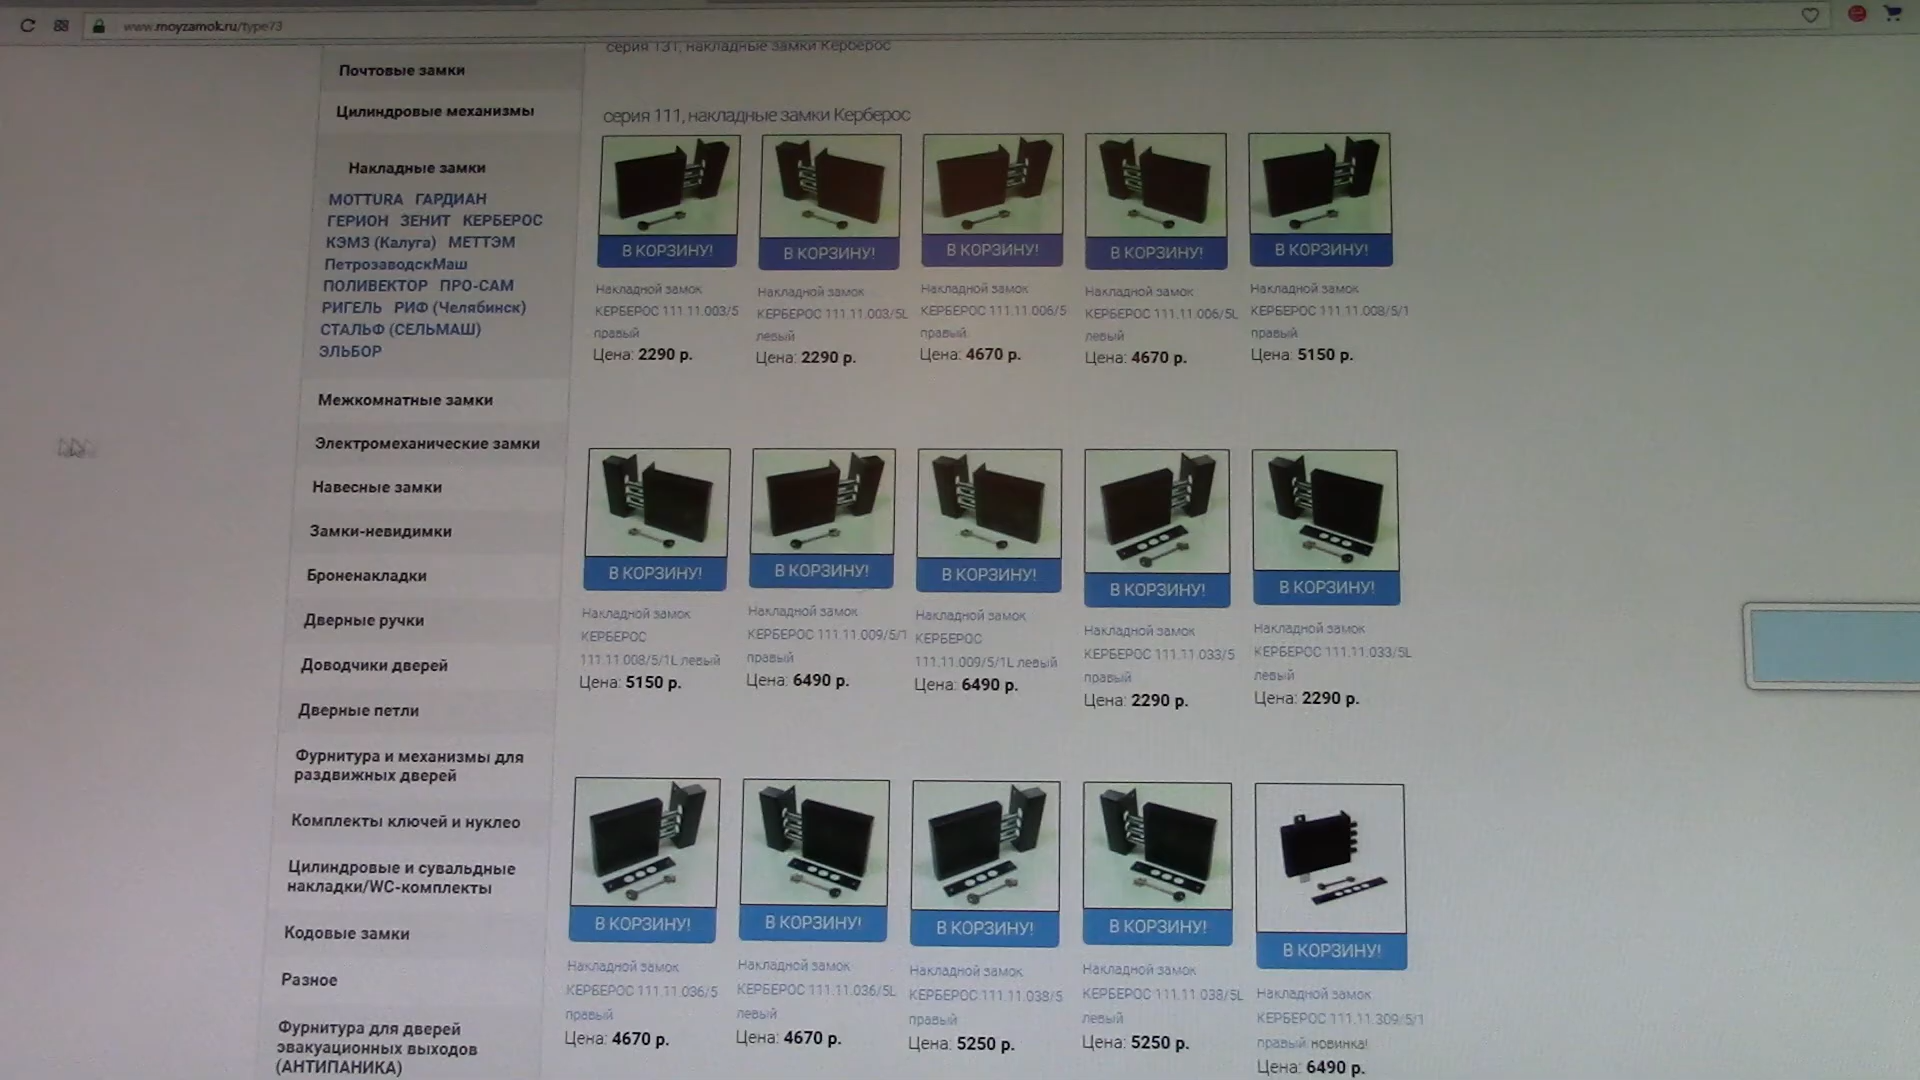 www.moyzamok.ru/type73
серия 131, накладные замки Керберос
Почтовые замки
Цилиндровые механизмы
Накладные замки
MOTTURA ГАРДИАН
ГЕРИОН ЗЕНИТ КЕРБЕРОС
КЭМЗ (Калуга) МЕТТЭМ
ПетрозаводскМаш
ПОЛИВЕКТОР ПРО-САМ
РИГЕЛЬ РИФ (Челябинск)
СТАЛЬФ (СЕЛЬМАШ)
ЭЛЬБОР
Межкомнатные замки
Электромеханические замки
Навесные замки
Замки-невидимки
Броненакладки
Дверные ручки
Доводчики дверей
Дверные петли
Фурнитура и механизмы для
раздвижных дверей
Комплекты ключей и нуклео
Цилиндровые и сувальдные
накладки/WC-комплекты
Кодовые замки
Разное
Фурнитура для дверей
эвакуационных выходов
(АНТИПАНИКА)
серия 111, накладные замки Керберос
В КОРЗИНУ!
Накладной замок
КЕРБЕРОС 111.11.003/5
правый
Цена: 2290 р.
В КОРЗИНУ!
Накладной замок
КЕРБЕРОС 111.11.003/5L
левый
Цена: 2290 р.
В КОРЗИНУ!
Накладной замок
КЕРБЕРОС 111.11.006/5
правый
Цена: 4670 р.
В КОРЗИНУ!
Накладной замок
КЕРБЕРОС 111.11.006/5L
левый
Цена: 4670 р.
В КОРЗИНУ!
Накладной замок
КЕРБЕРОС 111.11.008/5/1
правый
Цена: 5150 р.
В КОРЗИНУ!
Накладной замок
КЕРБЕРОС
111.11.008/5/1L левый
Цена: 5150 р.
В КОРЗИНУ!
Накладной замок
КЕРБЕРОС 111.11.009/5/1
правый
Цена: 6490 р.
В КОРЗИНУ!
Накладной замок
КЕРБЕРОС
111.11.009/5/1L левый
Цена: 6490 р.
В КОРЗИНУ!
Накладной замок
КЕРБЕРОС 111.11.033/5
правый
Цена: 2290 р.
В КОРЗИНУ!
Накладной замок
КЕРБЕРОС 111.11.033/5L
левый
Цена: 2290 р.
В КОРЗИНУ!
Накладной замок
КЕРБЕРОС 111.11.036/5
правый
Цена: 4670 р.
В КОРЗИНУ!
Накладной замок
КЕРБЕРОС 111.11.036/5L
левый
Цена: 4670 р.
В КОРЗИНУ!
Накладной замок
КЕРБЕРОС 111.11.038/5
правый
Цена: 5250 р.
В КОРЗИНУ!
Накладной замок
КЕРБЕРОС 111.11.038/5L
левый
Цена: 5250 р.
В КОРЗИНУ!
Накладной замок
КЕРБЕРОС 111.11.309/5/1
правый новинка!
Цена: 6490 р.